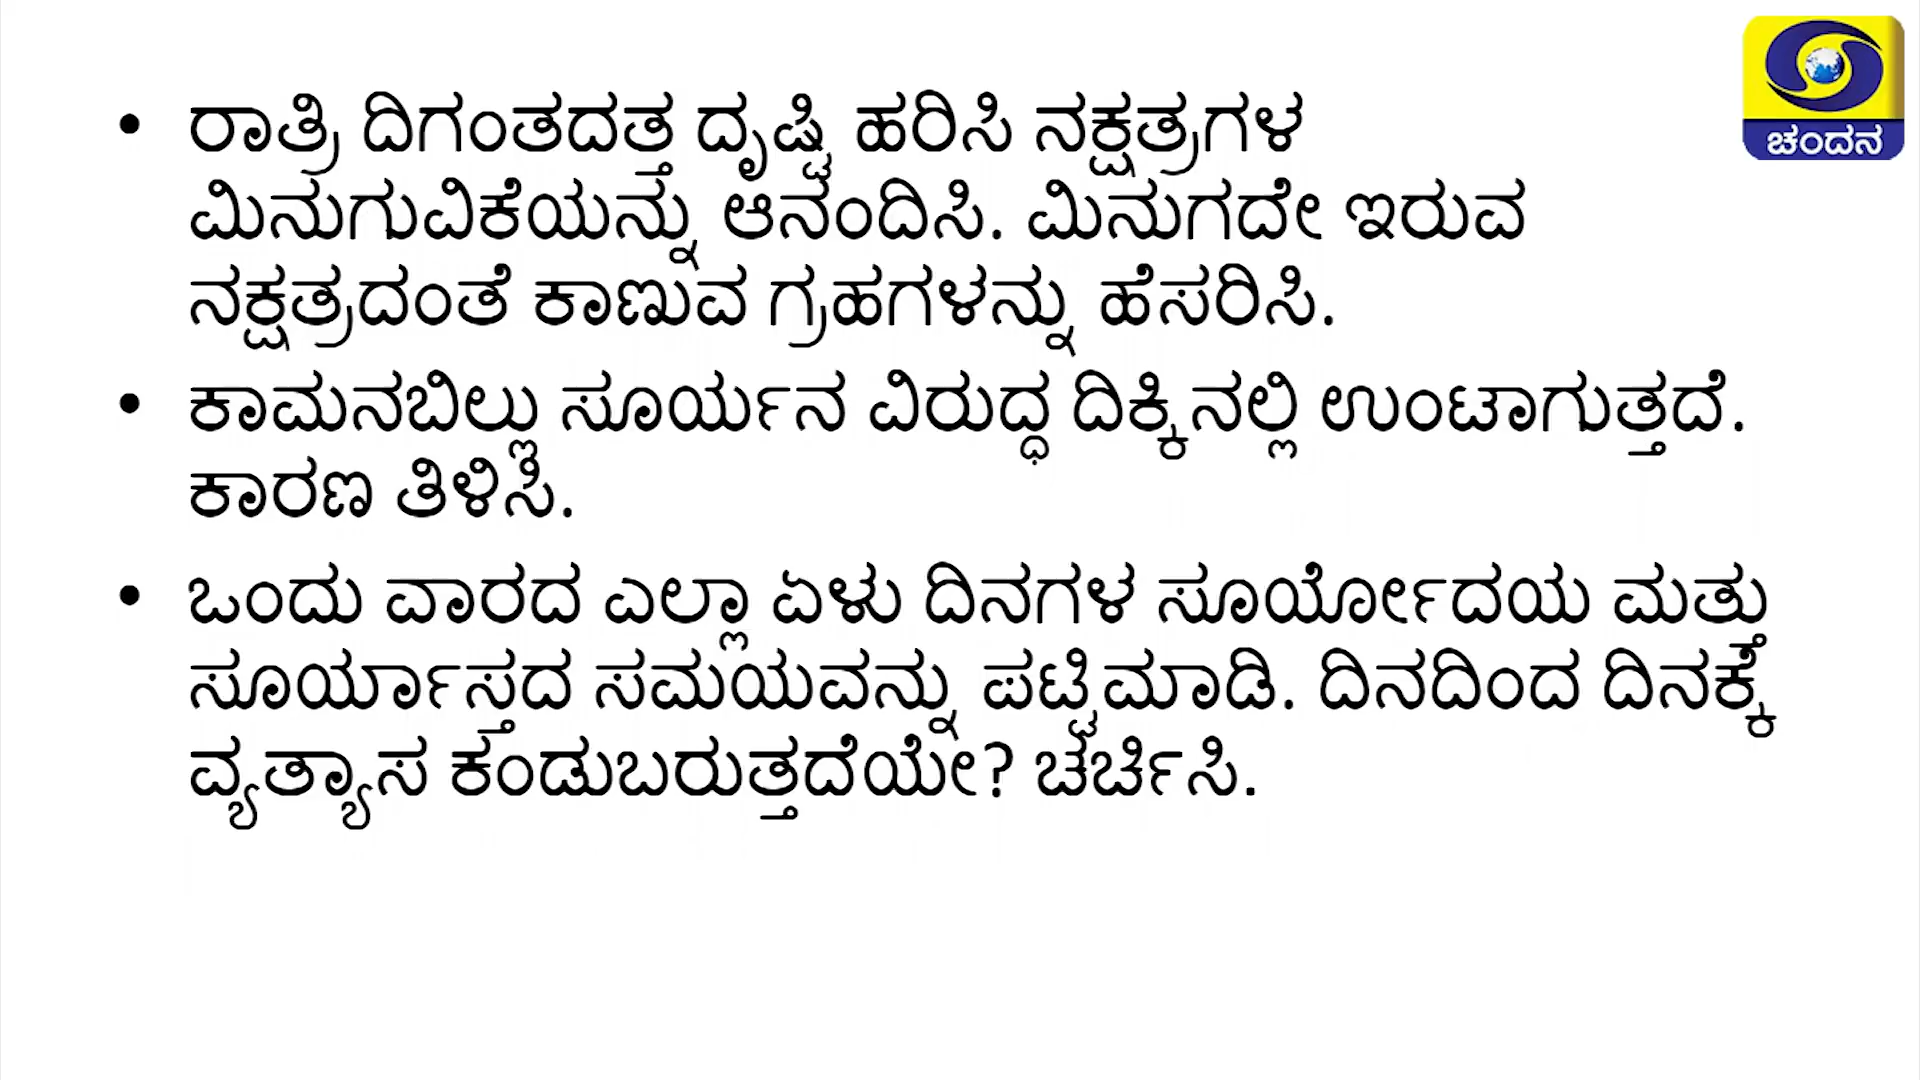 ಚಂದನ
• ರಾತ್ರಿ ದಿಗಂತದತ್ತ ದೃಷ್ಟಿ ಹರಿಸಿ ನಕ್ಷತ್ರಗಳ
ಮಿನುಗುವಿಕೆಯನ್ನು ಆನಂದಿಸಿ. ಮಿನುಗದೇ ಇರುವ
ನಕ್ಷತ್ರದಂತೆ ಕಾಣುವ ಗ್ರಹಗಳನ್ನು ಹೆಸರಿಸಿ.
• ಕಾಮನಬಿಲ್ಲು ಸೂರ್ಯನ ವಿರುದ್ಧ ದಿಕ್ಕಿನಲ್ಲಿ ಉಂಟಾಗುತ್ತದೆ.
ಕಾರಣ ತಿಳಿಸಿ.
• ಒಂದು ವಾರದ ಎಲ್ಲಾ ಏಳು ದಿನಗಳ ಸೂರ್ಯೋದಯ ಮತ್ತು
ಸೂರ್ಯಾಸ್ತದ ಸಮಯವನ್ನು ಪಟ್ಟಿಮಾಡಿ. ದಿನದಿಂದ ದಿನಕ್ಕೆ
ವ್ಯತ್ಯಾಸ ಕಂಡುಬರುತ್ತದೆಯೇ? ಚರ್ಚಿಸಿ.